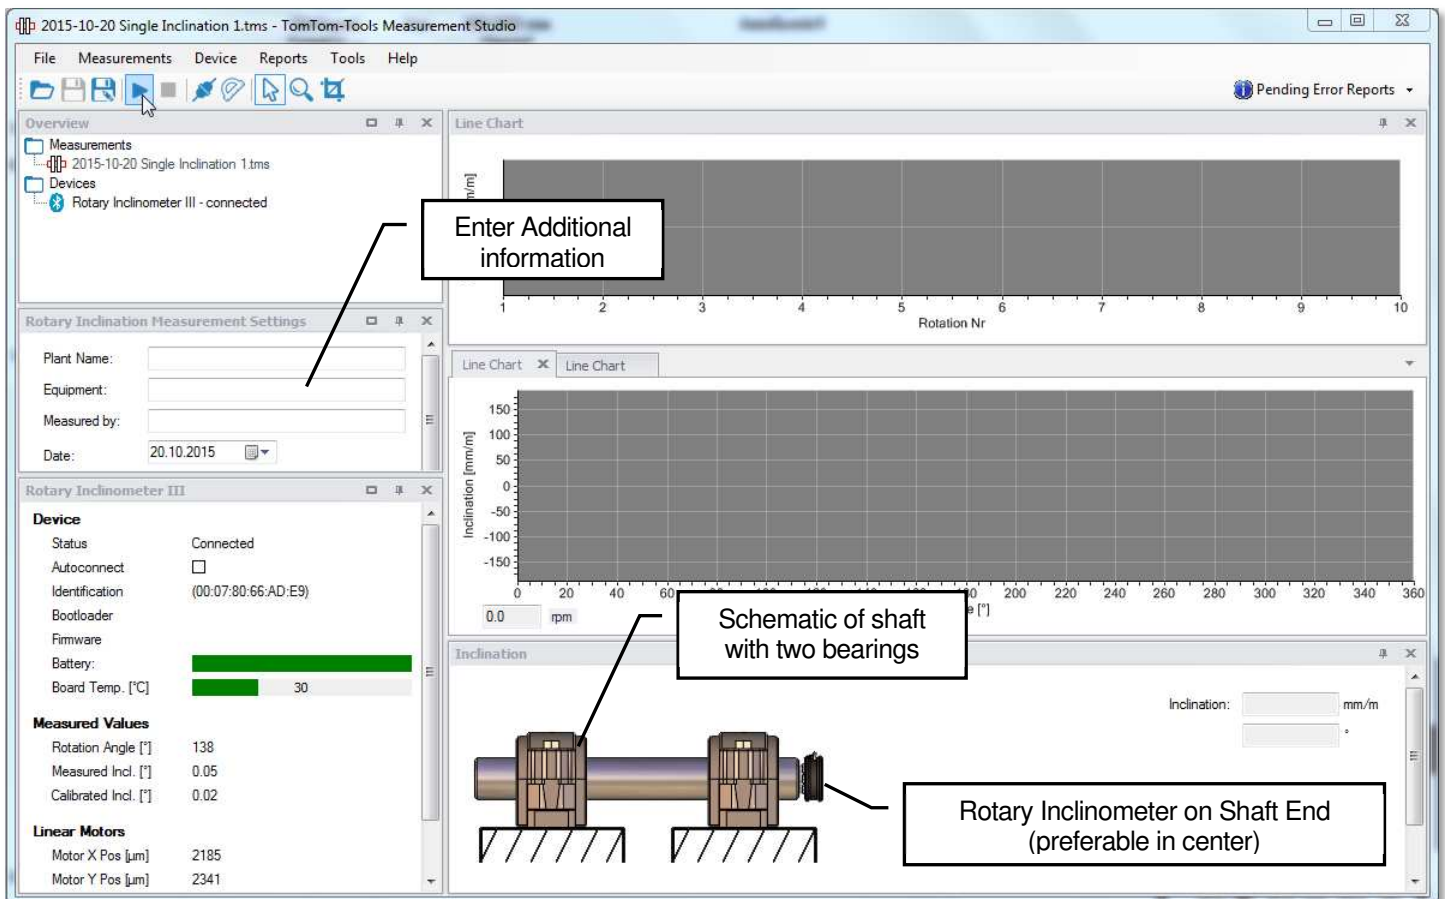 2015-10-20 Single Inclination 1.tms - TomTom-Tools Measurement Studio
File Measurements Device Reports Tools Help
Pending Error Reports
Overview
Measurements
2015-10-20 Single Inclination 1.tms
Devices
Rotary Inclinometer III - connected
Enter Additional
information
Rotary Inclination Measurement Settings
Plant Name:
Equipment:
Measured by:
Date: 20.10.2015
Rotary Inclinometer III
Device
Status Connected
Autoconnect
Identification (00:07:80:66:AD:E9)
Bootloader
Firmware
Battery:
Board Temp. [°C] 30
Measured Values
Rotation Angle [°] 138
Measured Incl. [°] 0.05
Calibrated Incl. [°] 0.02
Linear Motors
Motor X Pos [µm] 2185
Motor Y Pos [µm] 2341
Line Chart
m/m]
1 2 3 4 5 6 7 8 9 10
Rotation Nr
Line Chart Line Chart
Inclination [mm/m]
150
100
50
0
-50
-100
-150
0 20 40 60 200 220 240 260 280 300 320 340 360
[°]
0.0 rpm
Schematic of shaft
with two bearings
Inclination
Inclination: mm/m
°
Rotary Inclinometer on Shaft End
(preferable in center)